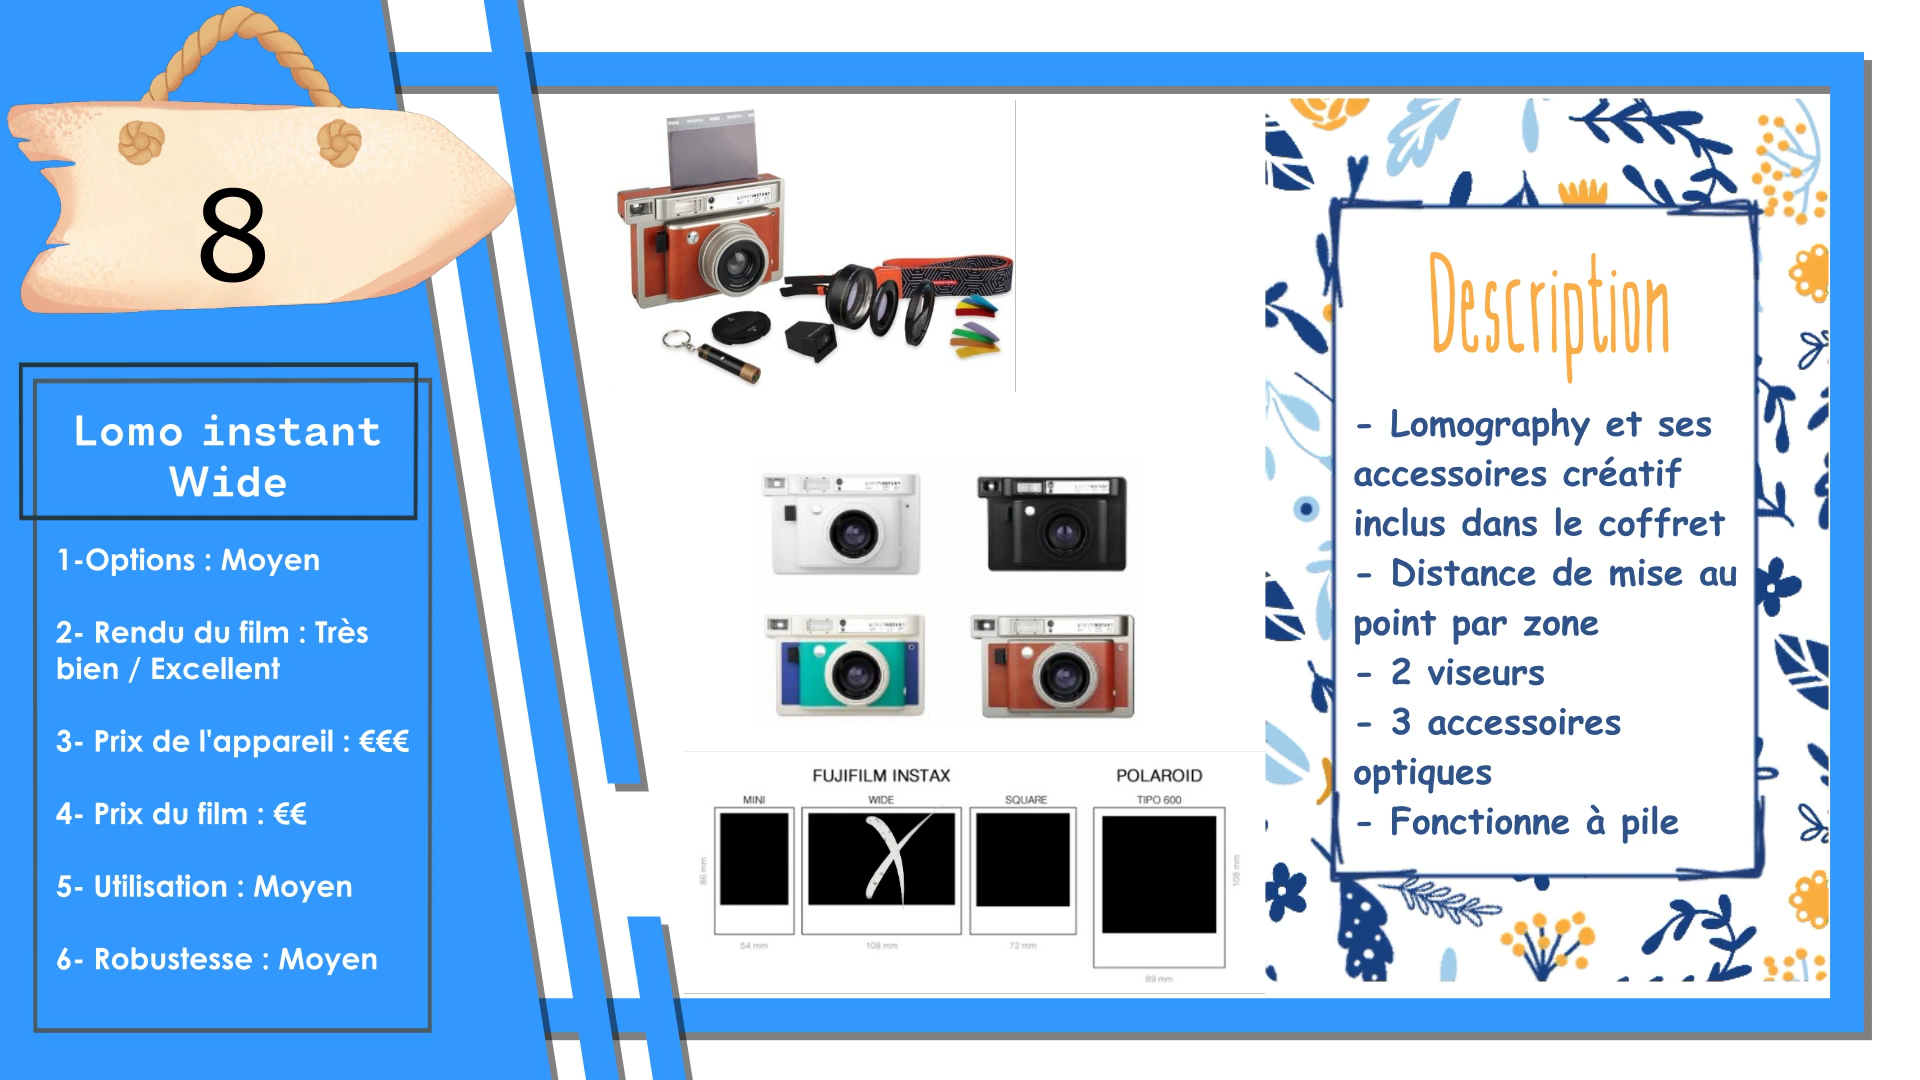 8
Lomo instant
Wide
1-Options : Moyen
2- Rendu du film : Très
bien / Excellent
3- Prix de l'appareil : €€€
4- Prix du film : €€
5- Utilisation : Moyen
6- Robustesse : Moyen
FUJIFILM INSTAX
POLAROID
MINI
WIDE
SQUARE
TIPO 600
86 mm
108 mm
54 mm
108 mm
72 mm
89 mm
Description
- Lomography et ses
accessoires créatif
inclus dans le coffret
- Distance de mise au
point par zone
- 2 viseurs
- 3 accessoires
optiques
- Fonctionne à pile